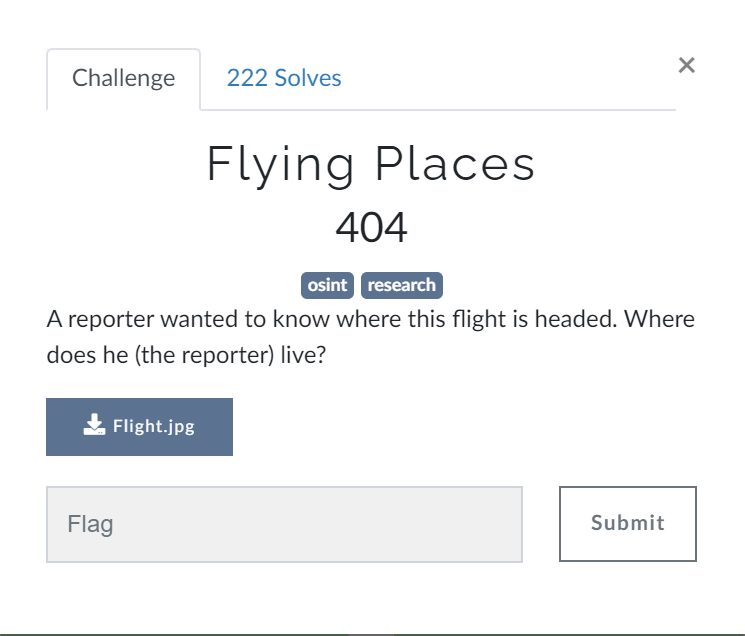 Challenge
222 Solves
×
Flying Places
404
osint research
A reporter wanted to know where this flight is headed. Where
does he (the reporter) live?
Flight.jpg
Flag
Submit